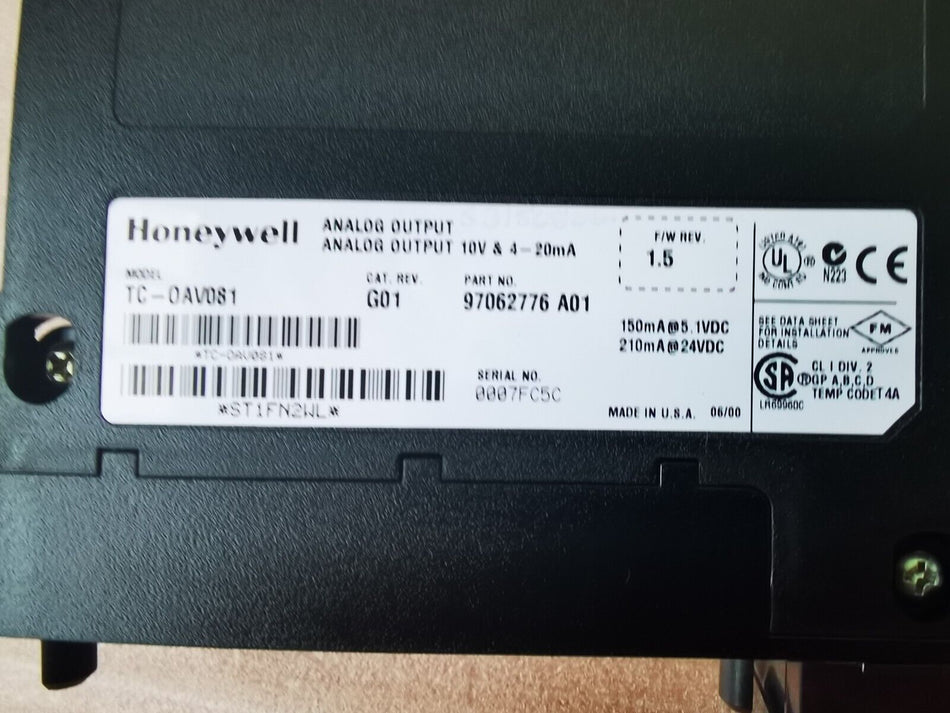 Honeywell
ANALOG OUTPUT
ANALOG OUTPUT 10V & 4-20mA
F/W REV.
1.5
MODEL
TC-OAV081
CAT. REV.
G01
PART NO.
97062776 A01
*TC-OAV081*
150mA@5.1VDC
210mA@24VDC
SERIAL NO.
0007FC5C
*ST1FN2WL*
MADE IN U.S.A. 06/00
UL
N223
CE
SEE DATA SHEET
FOR INSTALLATION
DETAILS
FM
APPROVED
SA
CL I DIV. 2
GP A,B,C,D
TEMP CODE T4A